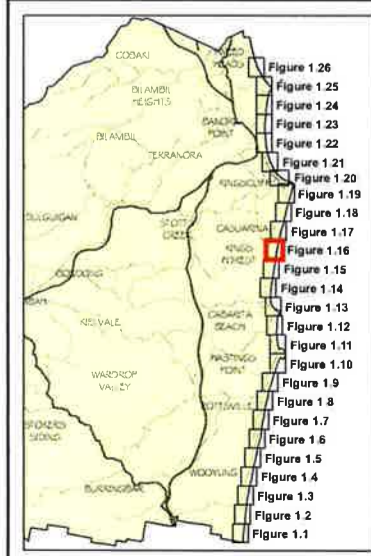 COBAKI
Figure 1.26
BILAMBIL
HEIGHTS
Figure 1.25
Figure 1.24
Figure 1.23
BILAMBIL
POINT
Figure 1.22
TERRANORA
Figure 1.21
Figure 1.20
KINGSCLIFF
Figure 1.19
Figure 1.18
STOTT
CREEK
CASUARINA
Figure 1.17
KINGS
FOREST
Figure 1.16
Figure 1.15
Figure 1.14
CABARITA
BEACH
Figure 1.13
Figure 1.12
HASTINGS
POINT
Figure 1.11
Figure 1.10
WARDROP
VALLEY
Figure 1.9
POTTSVILLE
Figure 1.8
Figure 1.7
SIDING
Figure 1.6
Figure 1.5
WOOYUNG
Figure 1.4
BURRINGBAR
Figure 1.3
Figure 1.2
Figure 1.1